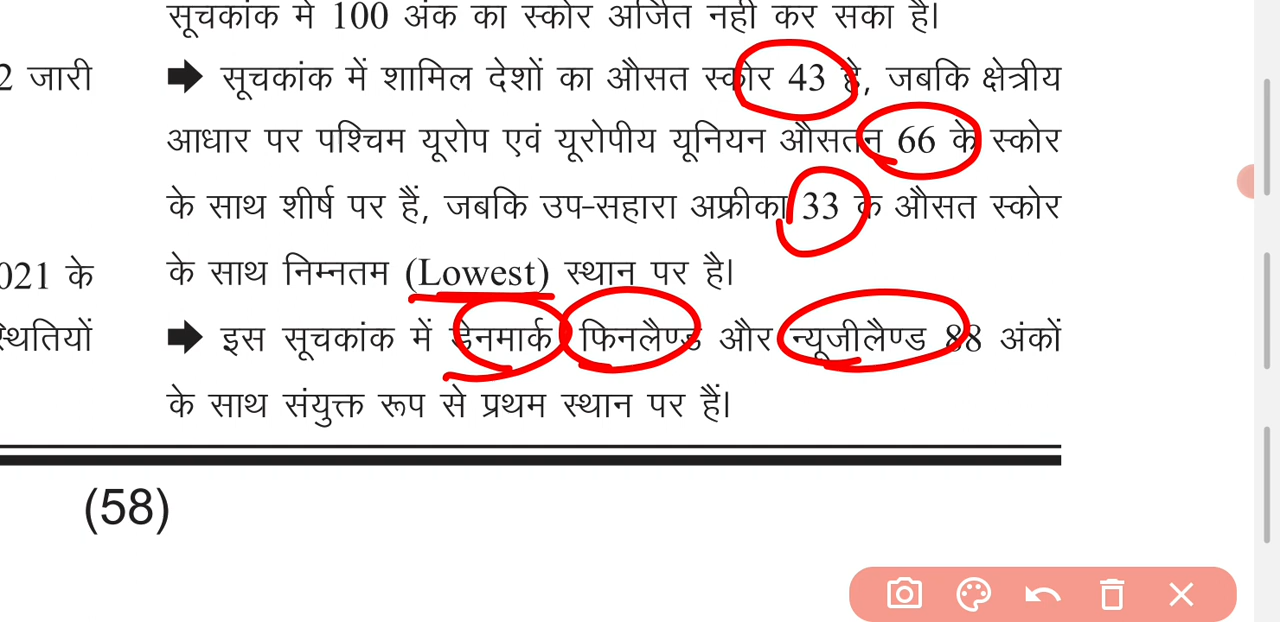 सूचकांक में 100 अंक का स्कोर अर्जित नहीं कर सका है।
2 जारी
➡ सूचकांक में शामिल देशों का औसत स्कोर 43 है, जबकि क्षेत्रीय
आधार पर पश्चिम यूरोप एवं यूरोपीय यूनियन औसतन 66 के स्कोर
के साथ शीर्ष पर हैं, जबकि उप-सहारा अफ्रीका 33 के औसत स्कोर
021 के
के साथ निम्नतम (Lowest) स्थान पर है।
स्थितियों
➡ इस सूचकांक में डेनमार्क फिनलैण्ड और न्यूजीलैण्ड 88 अंकों
के साथ संयुक्त रूप से प्रथम स्थान पर हैं।
(58)